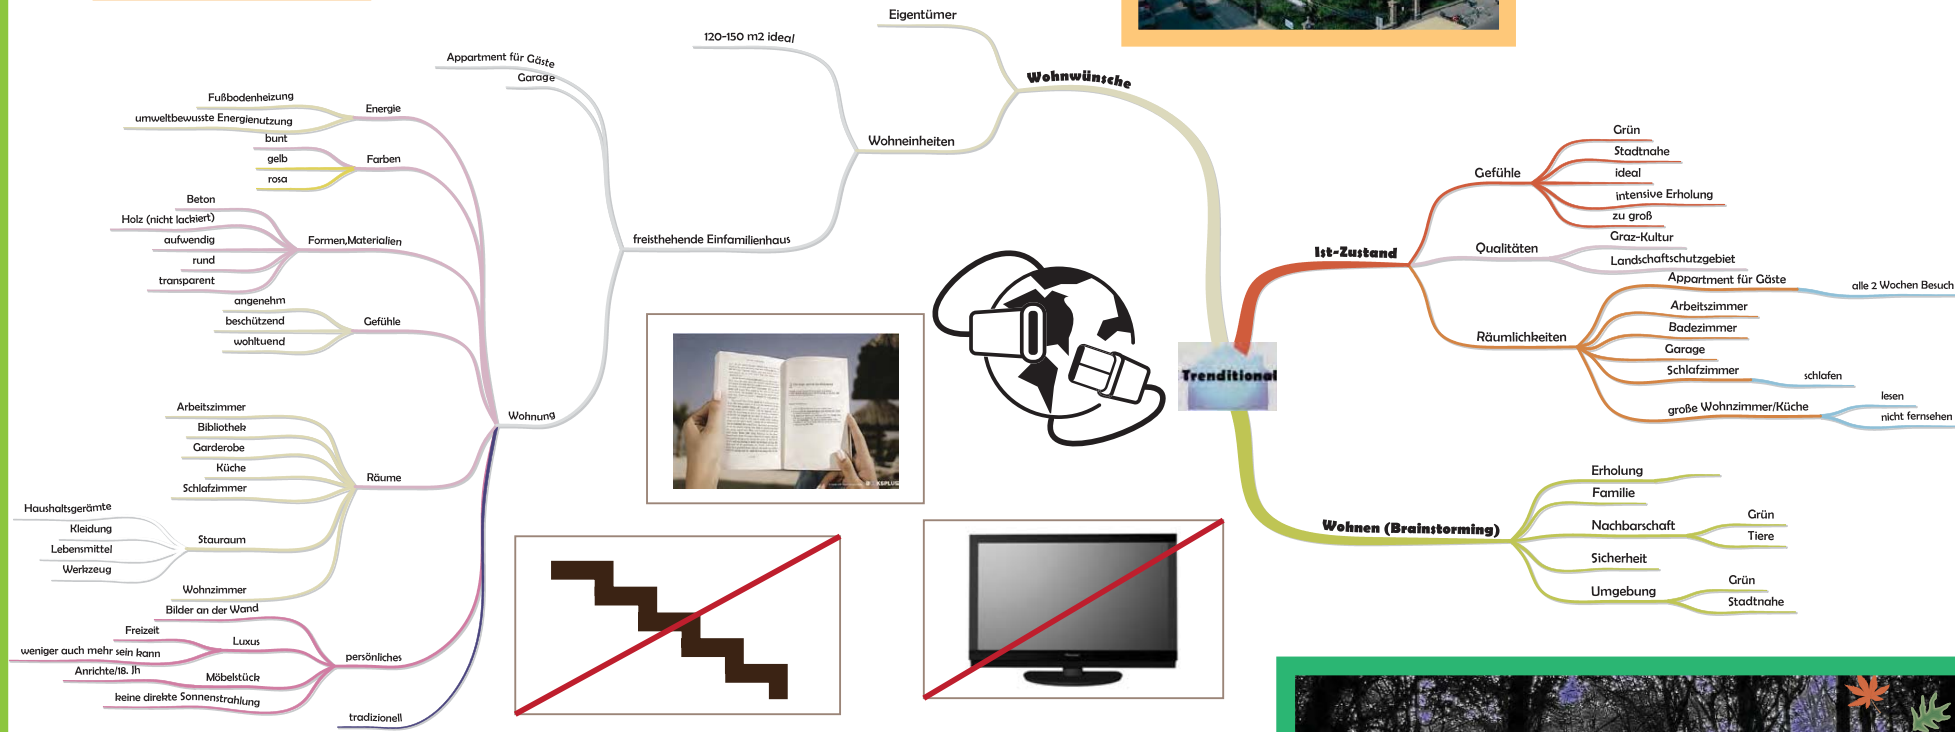 Eigentümer
120-150 m2 ideal
Wohnwünsche
Wohneinheiten
Appartment für Gäste
Garage
freisthehende Einfamilienhaus
Wohnung
Energie
Fußbodenheizung
umweltbewusste Energienutzung
Farben
bunt
gelb
rosa
Formen,Materialien
Beton
Holz (nicht lackiert)
aufwendig
rund
transparent
Gefühle
angenehm
beschützend
wohltuend
Räume
Arbeitszimmer
Bibliothek
Garderobe
Küche
Schlafzimmer
Stauraum
Haushaltsgerämte
Kleidung
Lebensmittel
Werkzeug
Wohnzimmer
persönliches
Bilder an der Wand
Luxus
Freizeit
weniger auch mehr sein kann
Möbelstück
Anrichte/18. Jh
keine direkte Sonnenstrahlung
tradizionell
Trenditional
Ist-Zustand
Gefühle
Grün
Stadtnahe
ideal
intensive Erholung
zu groß
Qualitäten
Graz-Kultur
Landschaftschutzgebiet
Räumlichkeiten
Appartment für Gäste
alle 2 Wochen Besuch
Arbeitszimmer
Badezimmer
Garage
Schlafzimmer
schlafen
große Wohnzimmer/Küche
lesen
nicht fernsehen
Wohnen (Brainstorming)
Erholung
Familie
Nachbarschaft
Grün
Tiere
Sicherheit
Umgebung
Grün
Stadtnahe